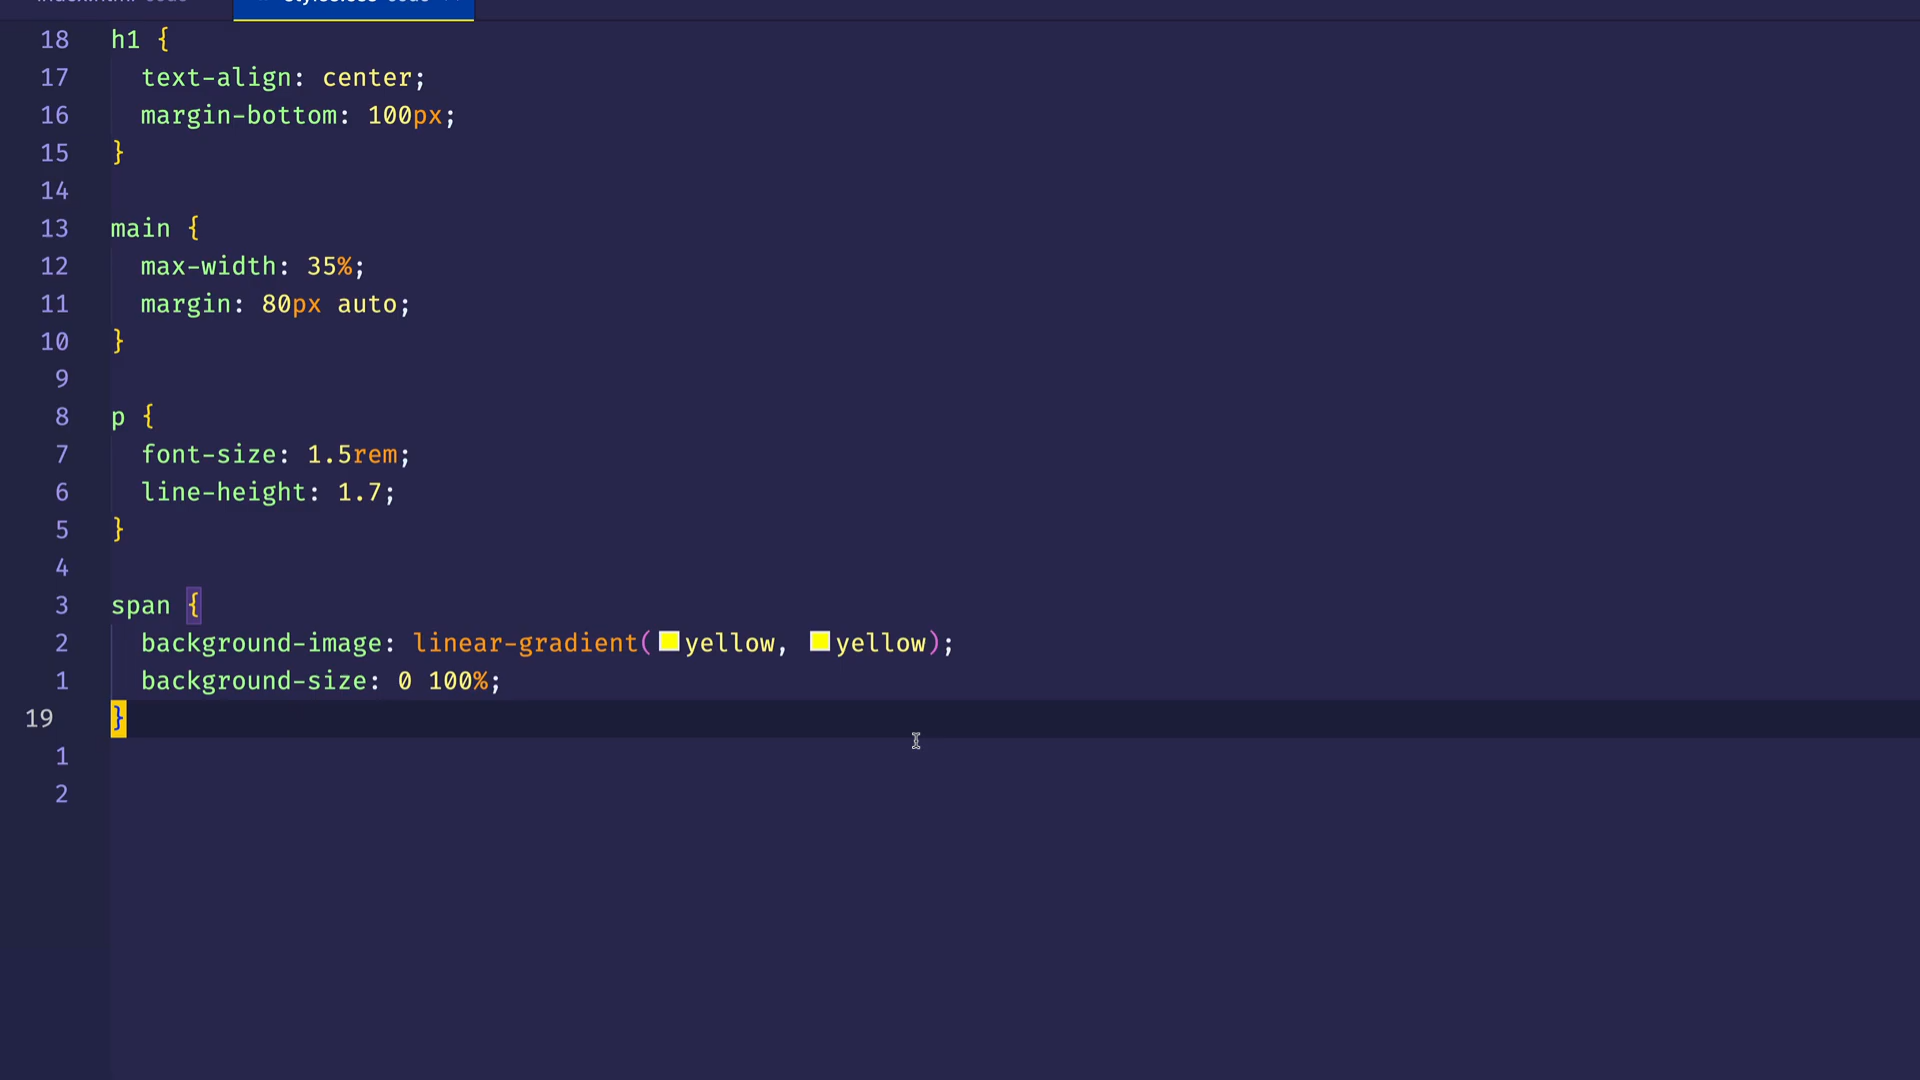 18 h1 {
17 text-align: center;
16 margin-bottom: 100px;
15 }
14
13 main {
12 max-width: 35%;
11 margin: 80px auto;
10 }
9
8 p {
7 font-size: 1.5rem;
6 line-height: 1.7;
5 }
4
3 span {
2 background-image: linear-gradient(yellow, yellow);
1 background-size: 0 100%;
19 }
1
2